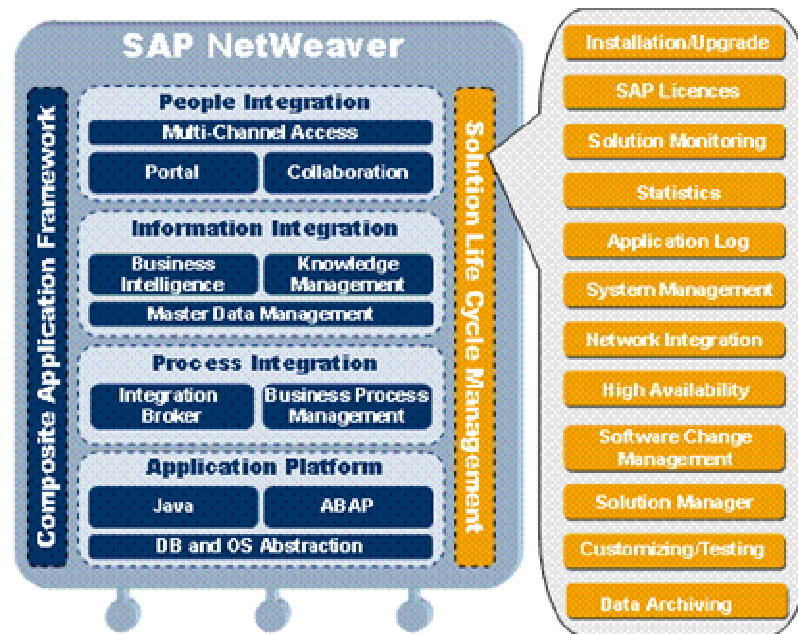 SAP NetWeaver
Composite Application Framework
People Integration
Multi-Channel Access
Portal
Collaboration
Information Integration
Business
Intelligence
Knowledge
Management
Master Data Management
Process Integration
Integration
Broker
Business Process
Management
Application Platform
Java
ABAP
DB and OS Abstraction
Solution Life Cycle Management
Installation/Upgrade
SAP Licences
Solution Monitoring
Statistics
Application Log
System Management
Network Integration
High Availability
Software Change
Management
Solution Manager
Customizing/Testing
Data Archiving